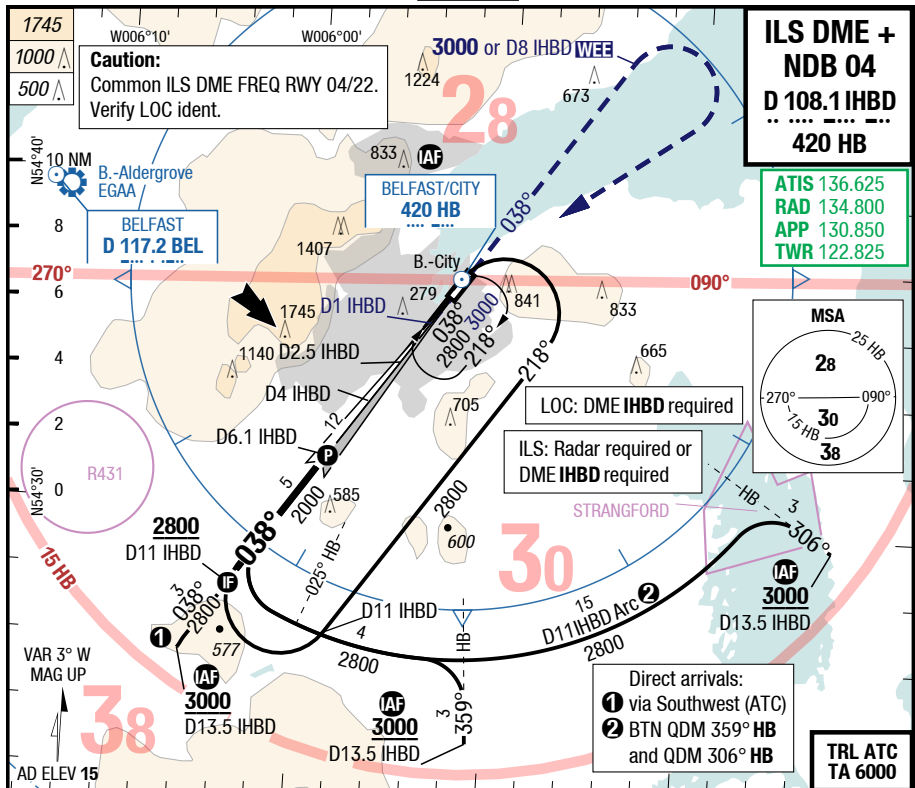 1745
1000
500
W006°10'
W006°00'
Caution:
Common ILS DME FREQ RWY 04/22.
Verify LOC ident.
3000 or D8 IHBD WEE
1224
673
28
ILS DME +
NDB 04
D 108.1 IHBD
420 HB
ATIS 136.625
RAD 134.800
APP 130.850
TWR 122.825
N54°40'
10 NM
B.-Aldergrove
EGAA
833
IAF
BELFAST
D 117.2 BEL
BELFAST/CITY
420 HB
038°
8
1407
B.-City
270°
090°
6
1745
D1 IHBD
279
841
833
038°
2800
3000
218°
218°
MSA
25 HB
28
270°
090°
15 HB
30
38
4
1140
D2.5 IHBD
665
D4 IHBD
12
705
LOC: DME IHBD required
2
D6.1 IHBD
P
ILS: Radar required or
DME IHBD required
R431
N54°30'
0
5
2000
585
2800
600
STRANGFORD
HB
3
306°
2800
D11 IHBD
038°
025° HB
30
IAF
3000
D13.5 IHBD
15 HB
IF
3
038°
2800
D11 IHBD
15
D11 IHBD Arc 2
2800
4
2800
HB
1
577
IAF
3000
D13.5 IHBD
IAF
3000
D13.5 IHBD
3
359°
Direct arrivals:
1 via Southwest (ATC)
2 BTN QDM 359° HB
and QDM 306° HB
VAR 3° W
MAG UP
38
AD ELEV 15
TRL ATC
TA 6000